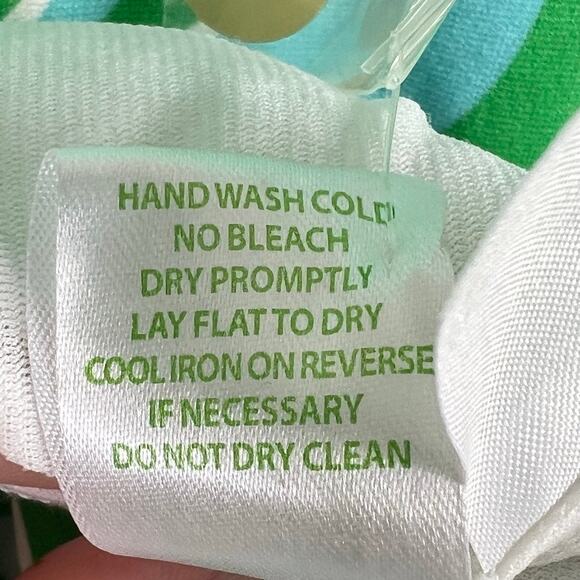 HAND WASH COLD
NO BLEACH
DRY PROMPTLY
LAY FLAT TO DRY
COOL IRON ON REVERSE
IF NECESSARY
DO NOT DRY CLEAN